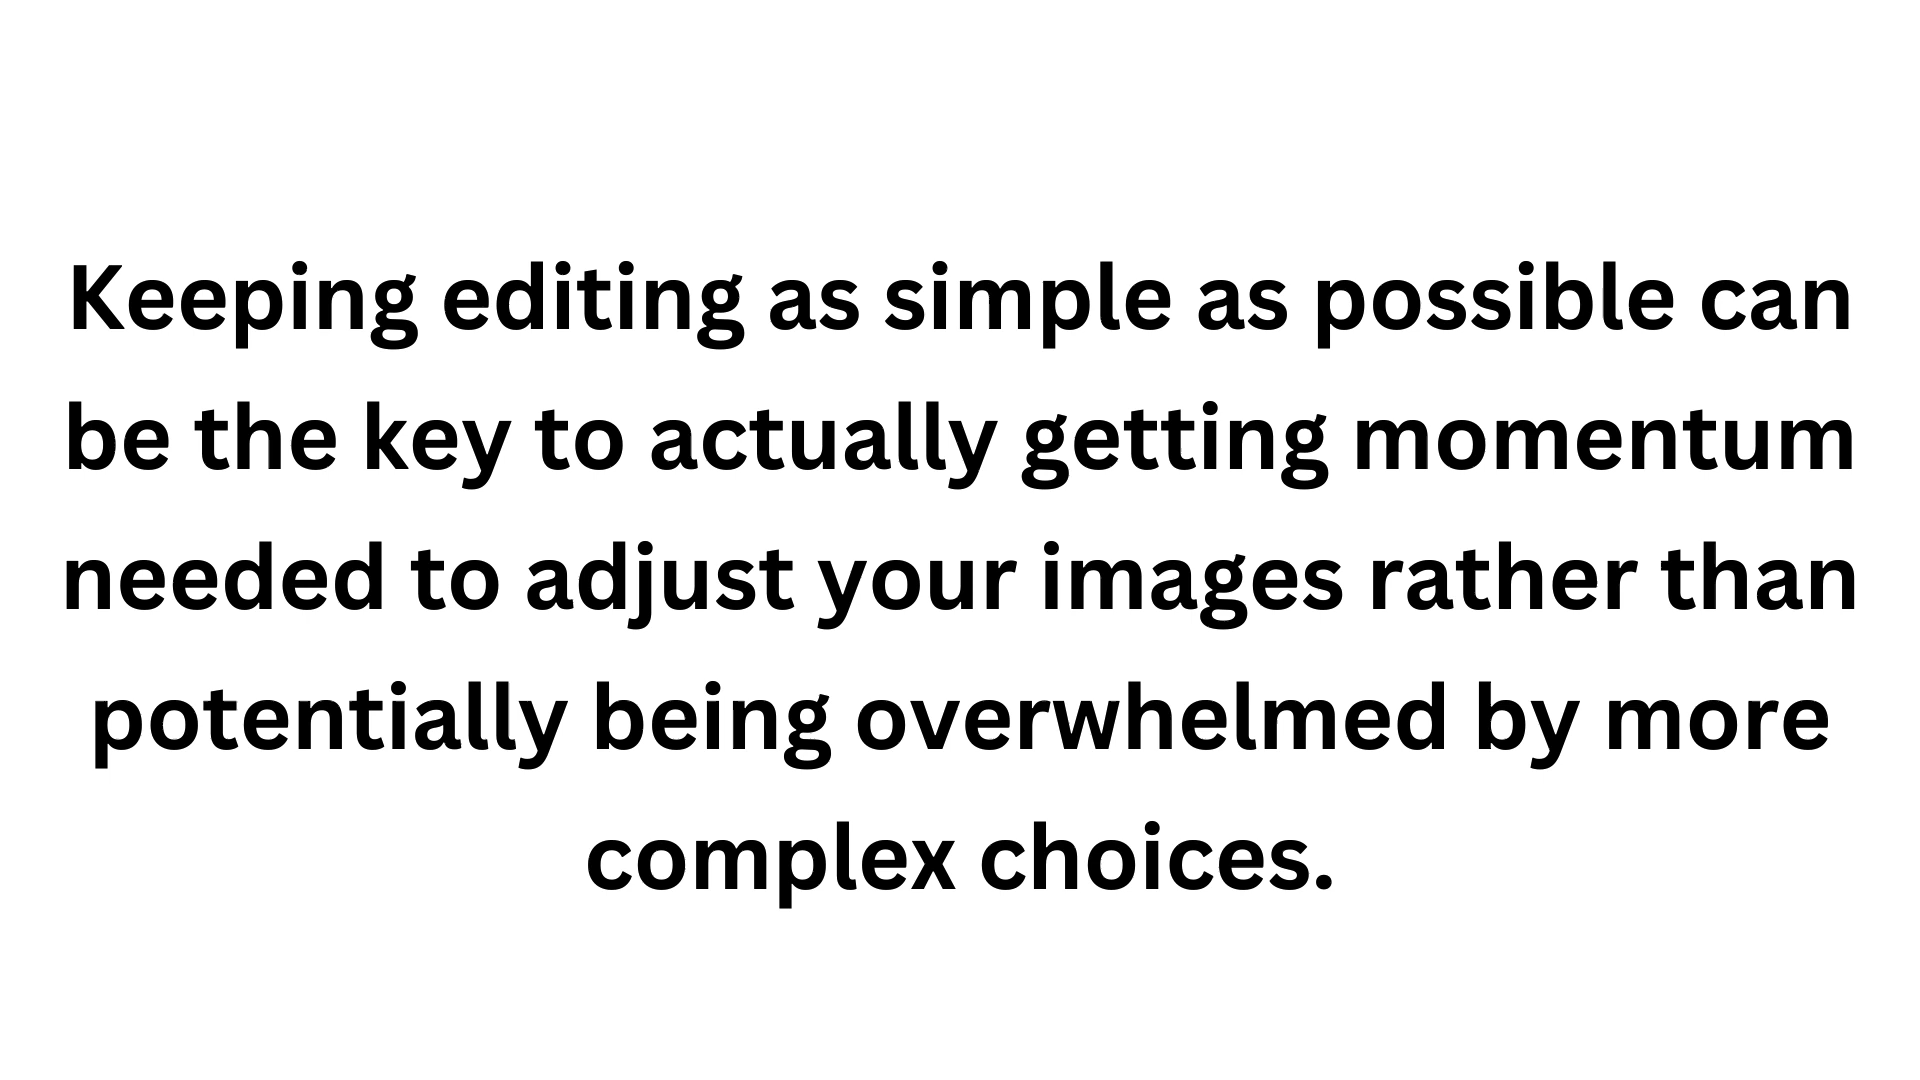 Keeping editing as simple as possible can
be the key to actually getting momentum
needed to adjust your images rather than
potentially being overwhelmed by more
complex choices.